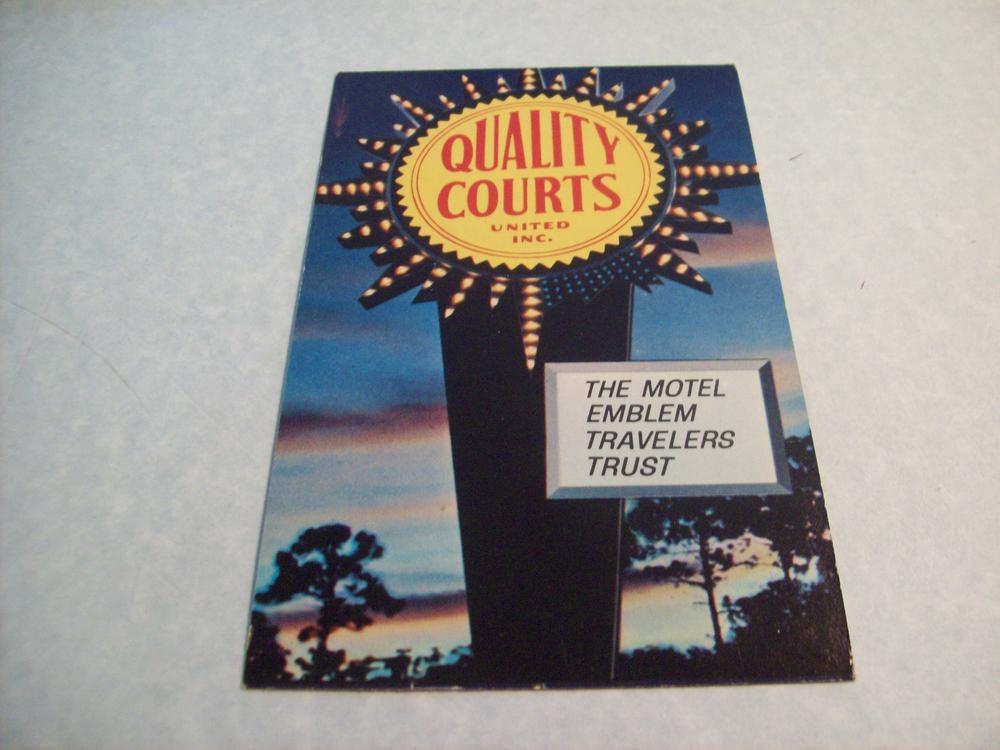 QUALITY
COURTS
UNITED
INC.
THE MOTEL
EMBLEM
TRAVELERS
TRUST